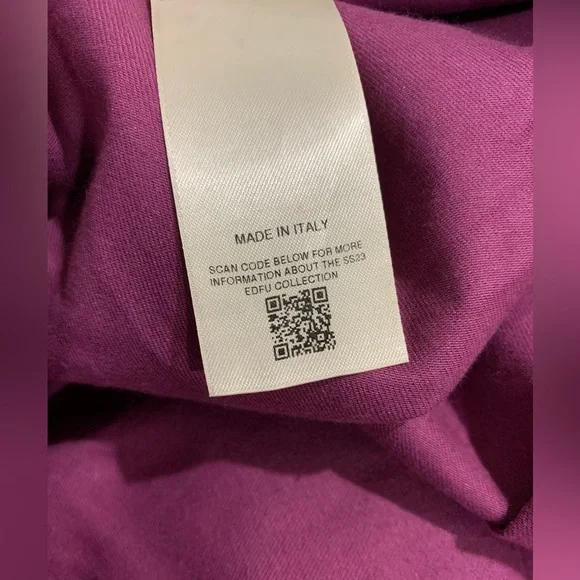 MADE IN ITALY
SCAN CODE BELOW FOR MORE
INFORMATION ABOUT THE SS23
EDFU COLLECTION